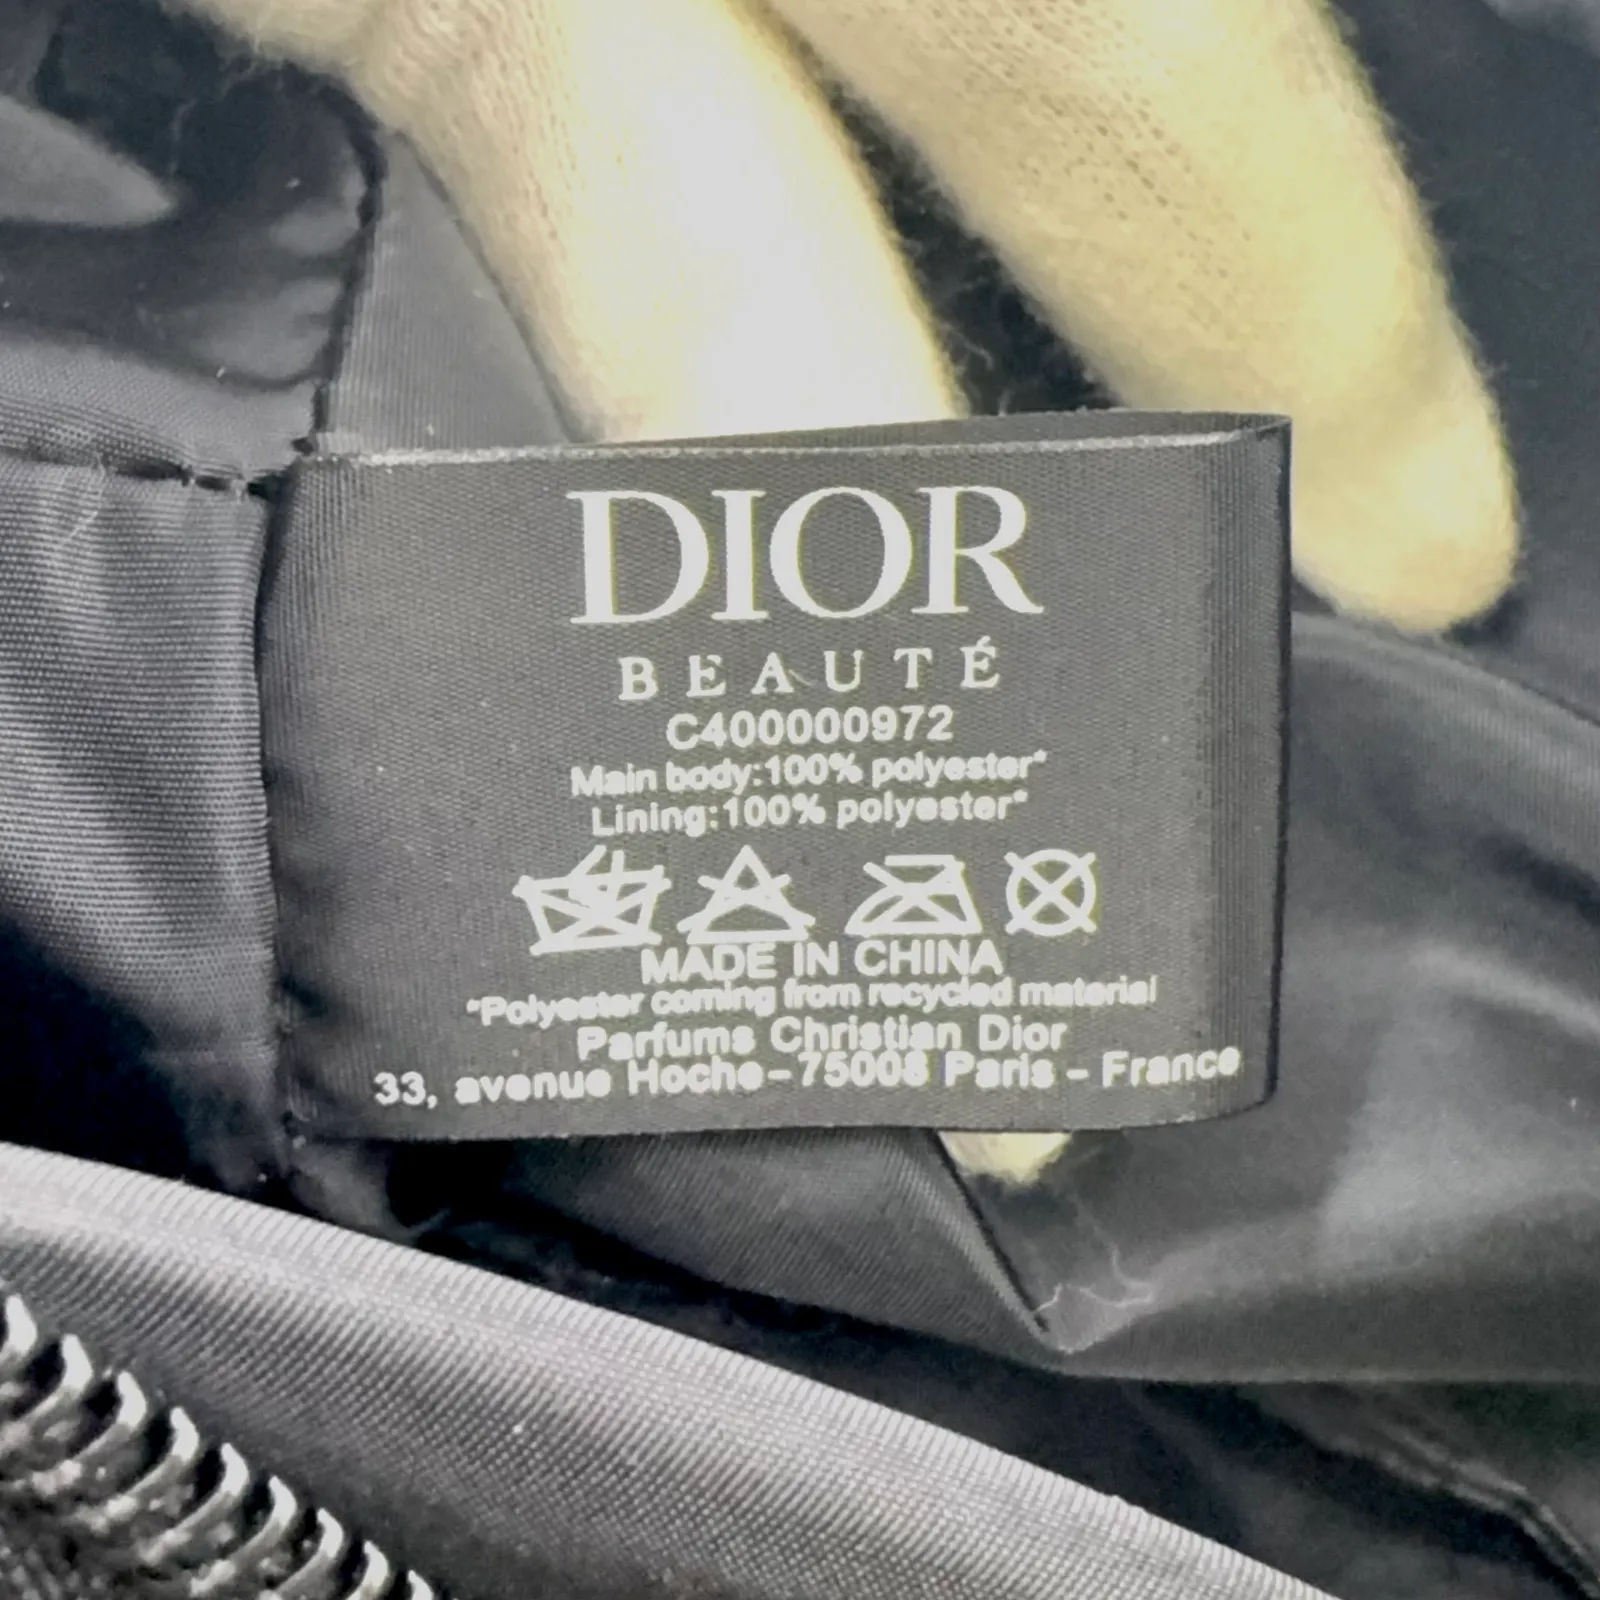 DIOR
BEAUTÉ
C400000972
Main body:100% polyester*
Lining:100% polyester*
MADE IN CHINA
*Polyester coming from recycled material
Parfums Christian Dior
33, avenue Hoche-75008 Paris - France